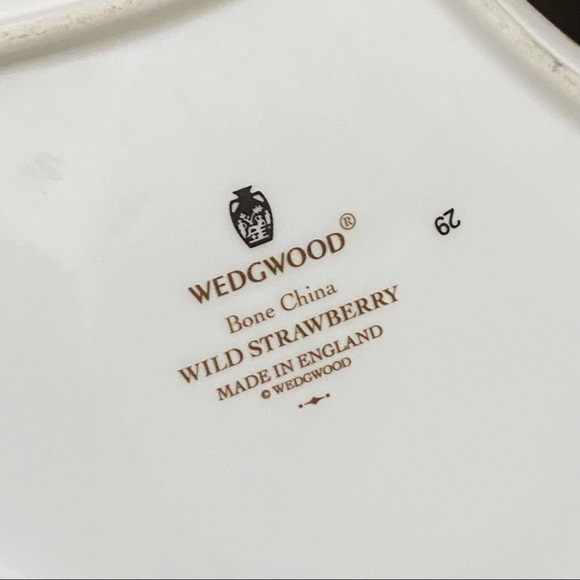 WEDGWOOD®
Bone China
WILD STRAWBERRY
MADE IN ENGLAND
© WEDGWOOD
29